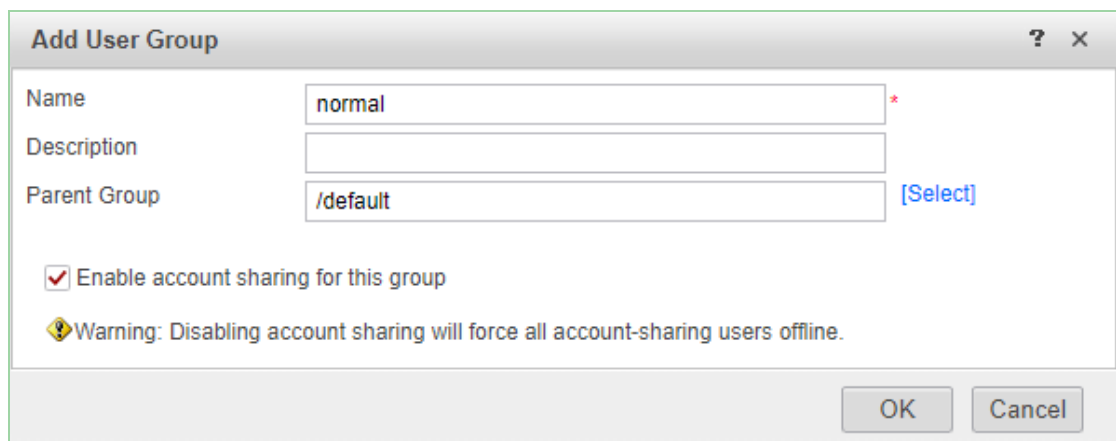 Add User Group ? ×
Name normal *
Description
Parent Group /default [Select]
Enable account sharing for this group
Warning: Disabling account sharing will force all account-sharing users offline.
OK Cancel